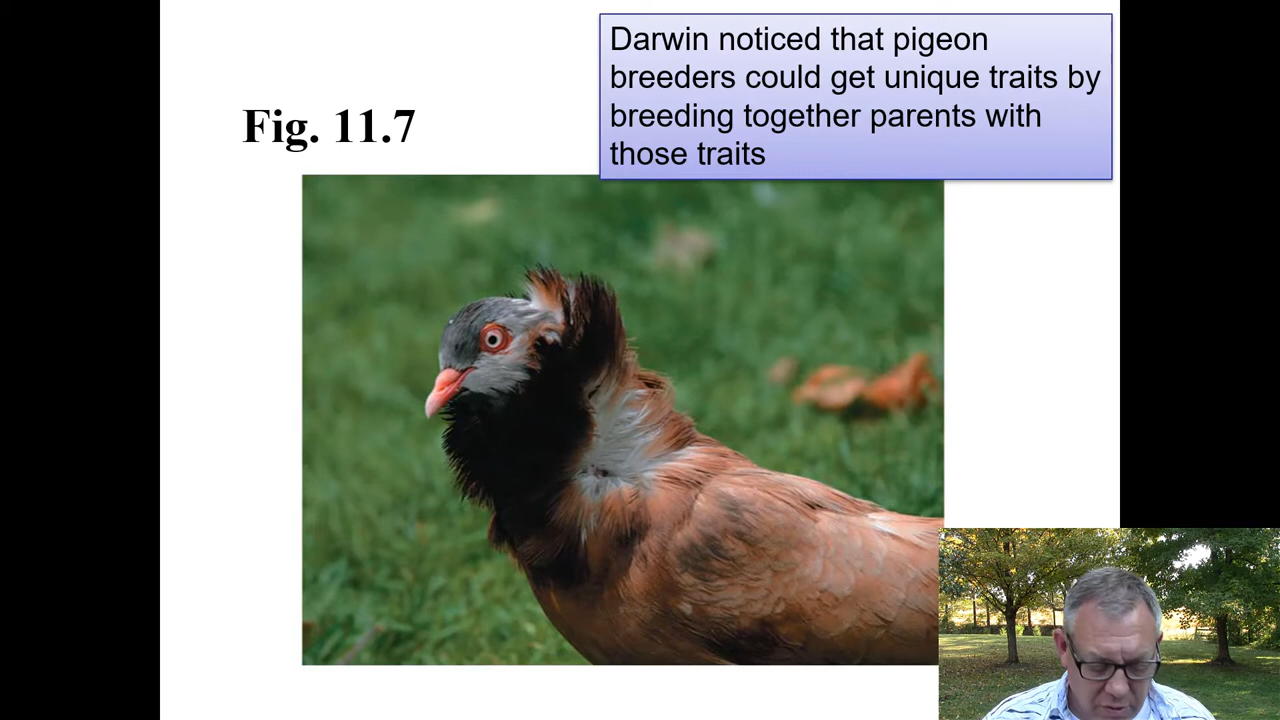 Darwin noticed that pigeon
breeders could get unique traits by
breeding together parents with
those traits
Fig. 11.7